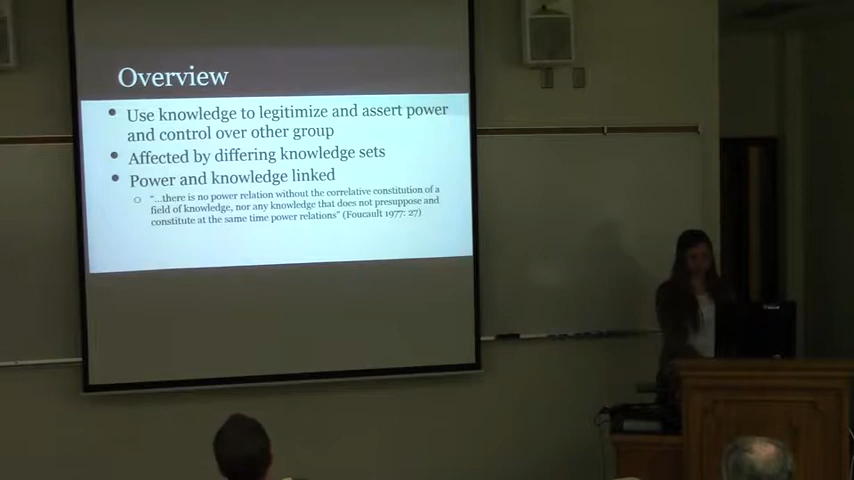 Overview
• Use knowledge to legitimize and assert power
and control over other group
• Affected by differing knowledge sets
• Power and knowledge linked
○ "...there is no power relation without the correlative constitution of a
field of knowledge, nor any knowledge that does not presuppose and
constitute at the same time power relations" (Foucault 1977: 27)